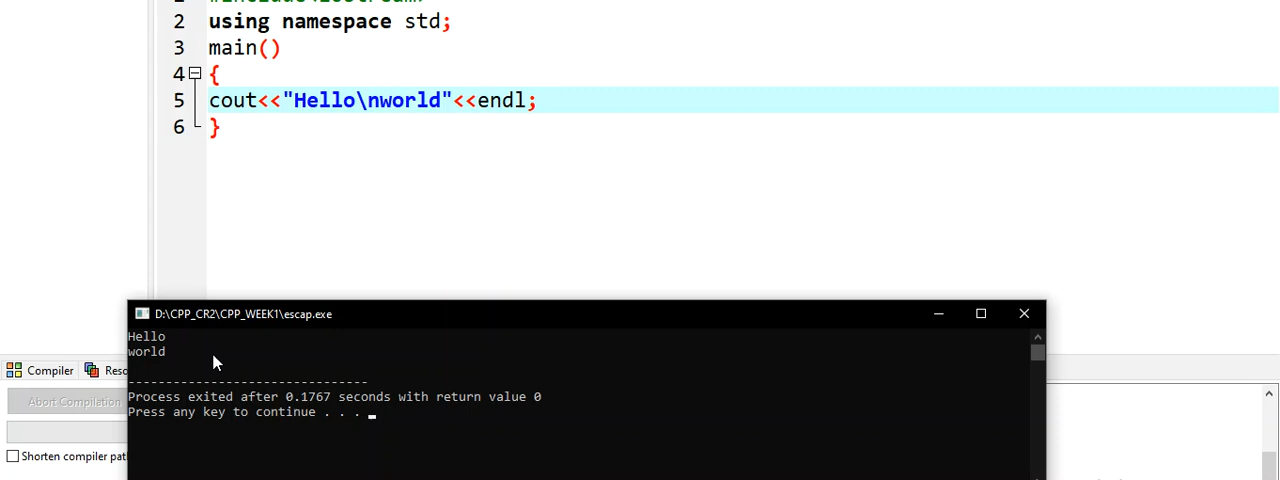 2 using namespace std;
3 main()
4 {
5 cout<<"Hello\nworld"<<endl;
6 }
D:\CPP_CR2\CPP_WEEK1\escap.exe
Hello
world
--------------------------------
Process exited after 0.1767 seconds with return value 0
Press any key to continue . . .
Compiler
Abort Compilation
Shorten compiler